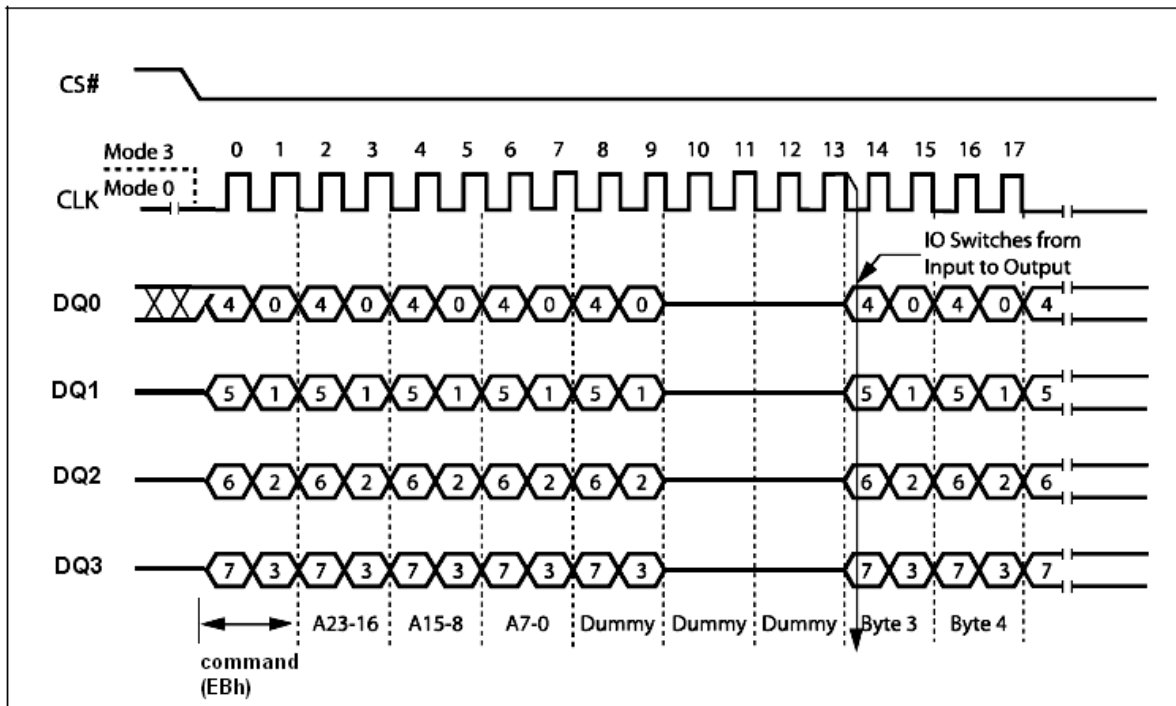 CS#
Mode 3
0 1 2 3 4 5 6 7 8 9 10 11 12 13 14 15 16 17
Mode 0
CLK
IO Switches from
Input to Output
DQ0 4 0 4 0 4 0 4 0 4 0 4 0 4 0 4
DQ1 5 1 5 1 5 1 5 1 5 1 5 1 5 1 5
DQ2 6 2 6 2 6 2 6 2 6 2 6 2 6 2 6
DQ3 7 3 7 3 7 3 7 3 7 3 7 3 7 3 7
A23-16 A15-8 A7-0 Dummy Dummy Dummy Byte 3 Byte 4
command
(EBh)